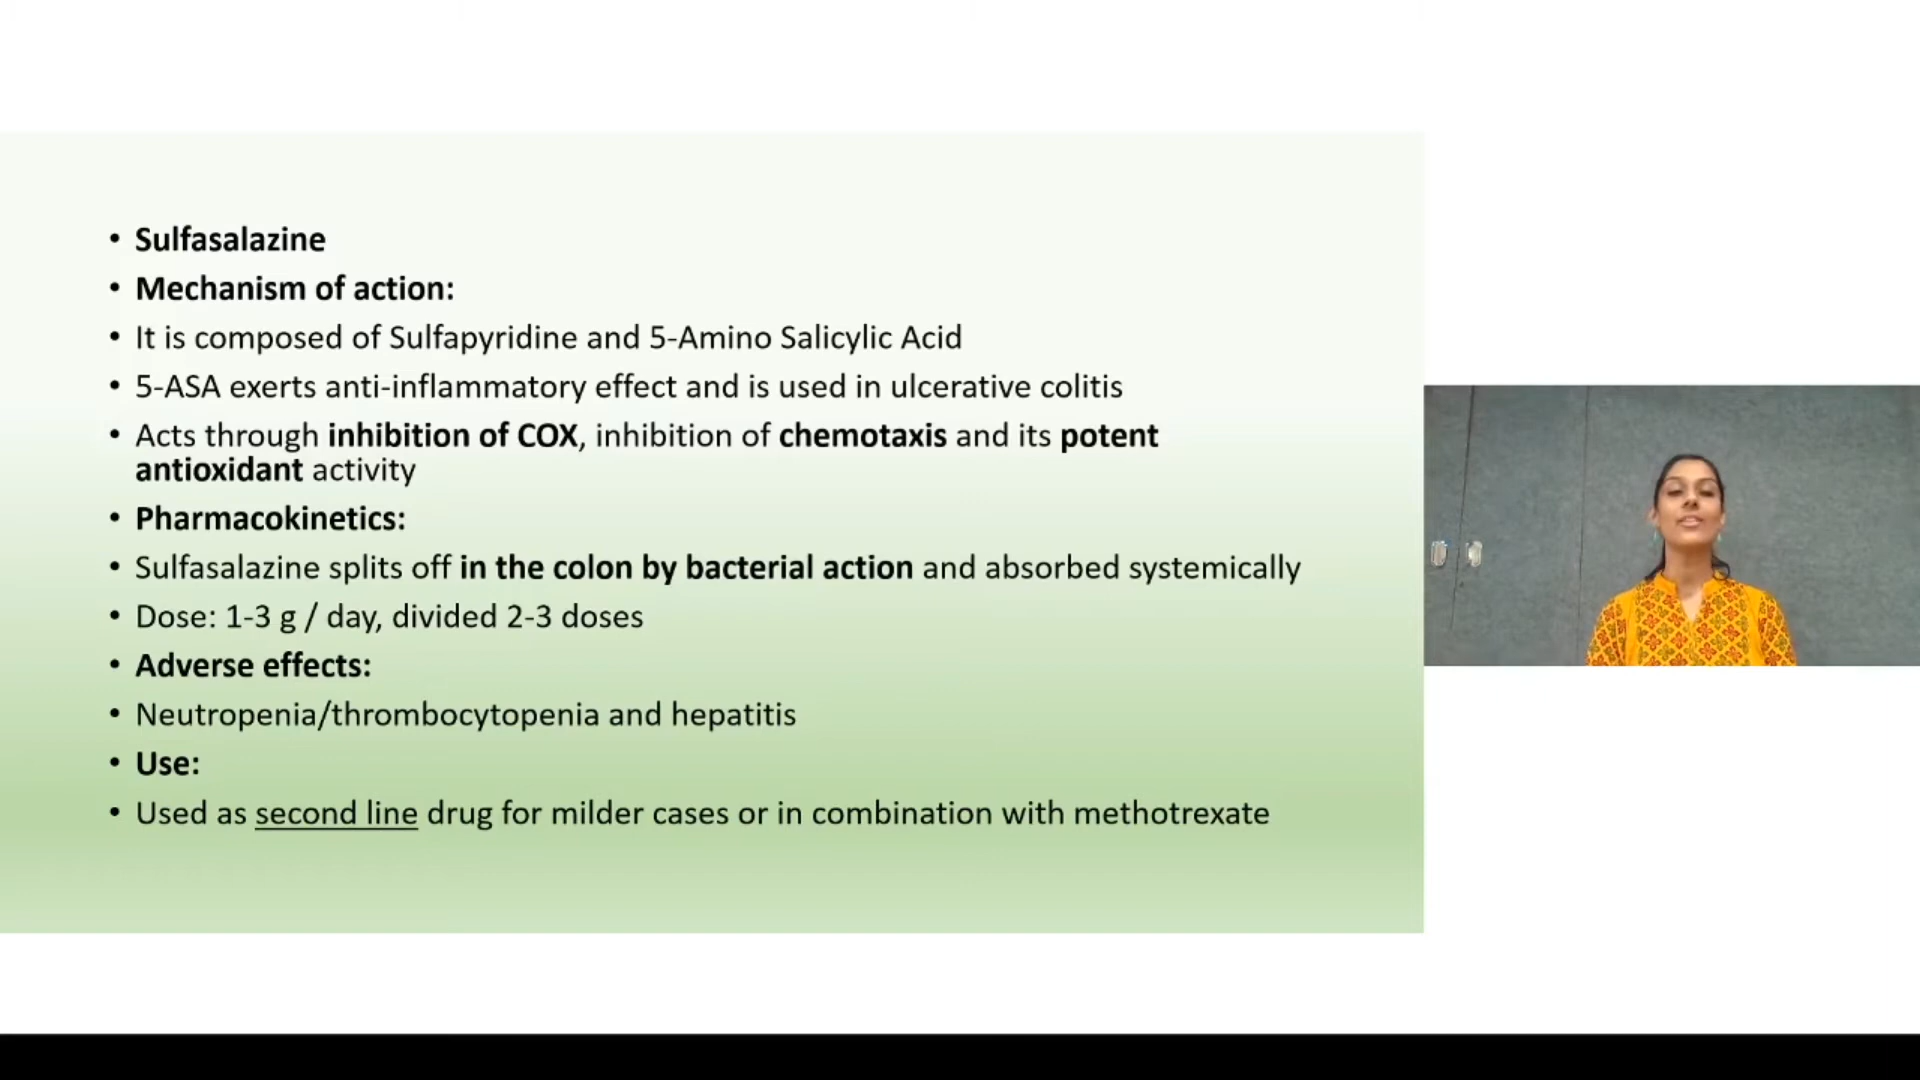 • Sulfasalazine
• Mechanism of action:
• It is composed of Sulfapyridine and 5-Amino Salicylic Acid
• 5-ASA exerts anti-inflammatory effect and is used in ulcerative colitis
• Acts through inhibition of COX, inhibition of chemotaxis and its potent
antioxidant activity
• Pharmacokinetics:
• Sulfasalazine splits off in the colon by bacterial action and absorbed systemically
• Dose: 1-3 g / day, divided 2-3 doses
• Adverse effects:
• Neutropenia/thrombocytopenia and hepatitis
• Use:
• Used as second line drug for milder cases or in combination with methotrexate